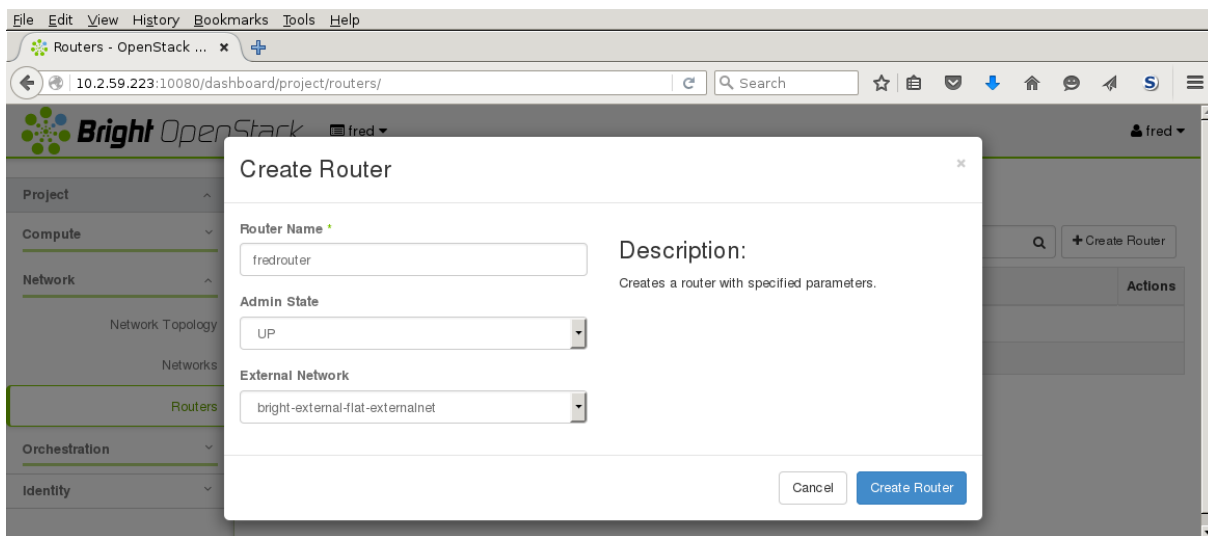 File Edit View History Bookmarks Tools Help
Routers - OpenStack ... ×
10.2.59.223:10080/dashboard/project/routers/ Search S
Bright OpenStack fred fred
Create Router ×
Project
Compute
Network
Network Topology
Networks
Routers
Orchestration
Identity
Router Name *
fredrouter
Admin State
UP
External Network
bright-external-flat-externalnet
Description:
Creates a router with specified parameters.
+ Create Router
Actions
Cancel Create Router